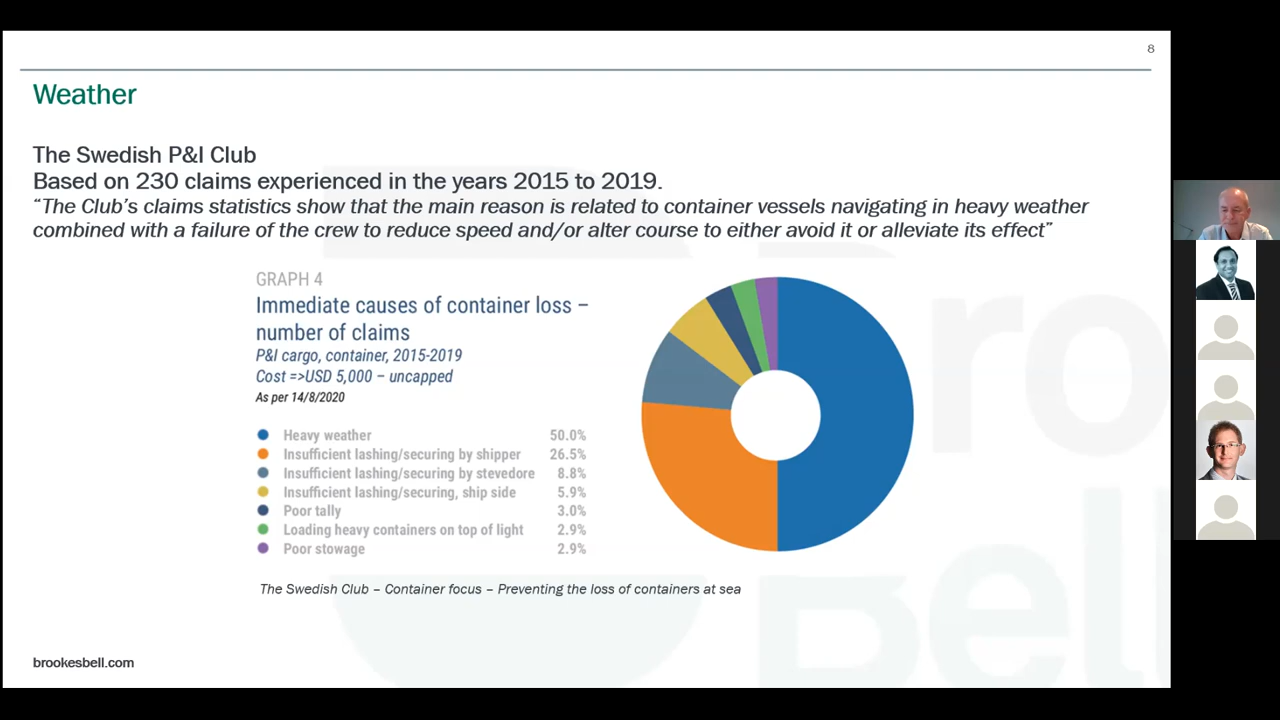 8
Weather
The Swedish P&I Club
Based on 230 claims experienced in the years 2015 to 2019.
“The Club’s claims statistics show that the main reason is related to container vessels navigating in heavy weather
combined with a failure of the crew to reduce speed and/or alter course to either avoid it or alleviate its effect”
GRAPH 4
Immediate causes of container loss –
number of claims
P&I cargo, container, 2015-2019
Cost =>USD 5,000 – uncapped
As per 14/8/2020
Heavy weather 50.0%
Insufficient lashing/securing by shipper 26.5%
Insufficient lashing/securing by stevedore 8.8%
Insufficient lashing/securing, ship side 5.9%
Poor tally 3.0%
Loading heavy containers on top of light 2.9%
Poor stowage 2.9%
The Swedish Club – Container focus – Preventing the loss of containers at sea
brookesbell.com